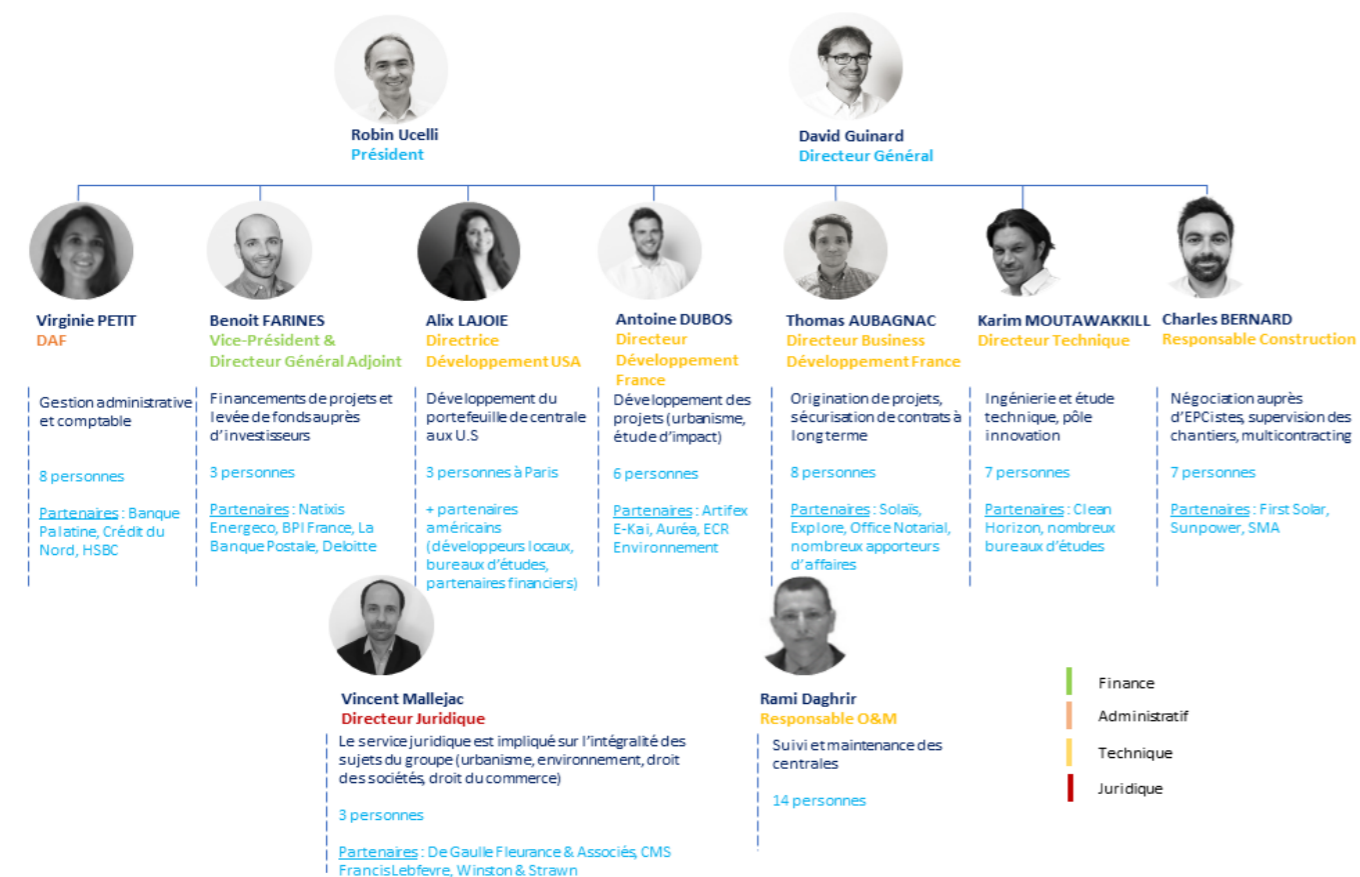 Robin Ucelli
Président
David Guinard
Directeur Général
Virginie PETIT
DAF
Gestion administrative
et comptable
8 personnes
Partenaires : Banque
Palatine, Crédit du
Nord, HSBC
Benoit FARINES
Vice-Président &
Directeur Général Adjoint
Financements de projets et
levée de fonds auprès
d'investisseurs
3 personnes
Partenaires : Natixis
Energeco, BPI France, La
Banque Postale, Deloitte
Alix LAJOIE
Directrice
Développement USA
Développement du
portefeuille de centrale
aux U.S
3 personnes à Paris
+ partenaires
américains
(développeurs locaux,
bureaux d'études,
partenaires financiers)
Antoine DUBOS
Directeur
Développement
France
Développement des
projets (urbanisme,
étude d'impact)
6 personnes
Partenaires : Artifex
E-Kai, Auréa, ECR
Environnement
Thomas AUBAGNAC
Directeur Business
Développement France
Origination de projets,
sécurisation de contrats à
long terme
8 personnes
Partenaires : Solaïs,
Explore, Office Notarial,
nombreux apporteurs
d'affaires
Karim MOUTAWAKKILL
Directeur Technique
Ingénierie et étude
technique, pôle
innovation
7 personnes
Partenaires : Clean
Horizon, nombreux
bureaux d'études
Charles BERNARD
Responsable Construction
Négociation auprès
d'EPCistes, supervision des
chantiers, multicontracting
7 personnes
Partenaires : First Solar,
Sunpower, SMA
Vincent Mallejac
Directeur Juridique
Le service juridique est impliqué sur l'intégralité des
sujets du groupe (urbanisme, environnement, droit
des sociétés, droit du commerce)
3 personnes
Partenaires : De Gaulle Fleurance & Associés, CMS
Francis Lebfevre, Winston & Strawn
Rami Daghrir
Responsable O&M
Suivi et maintenance des
centrales
14 personnes
Finance
Administratif
Technique
Juridique